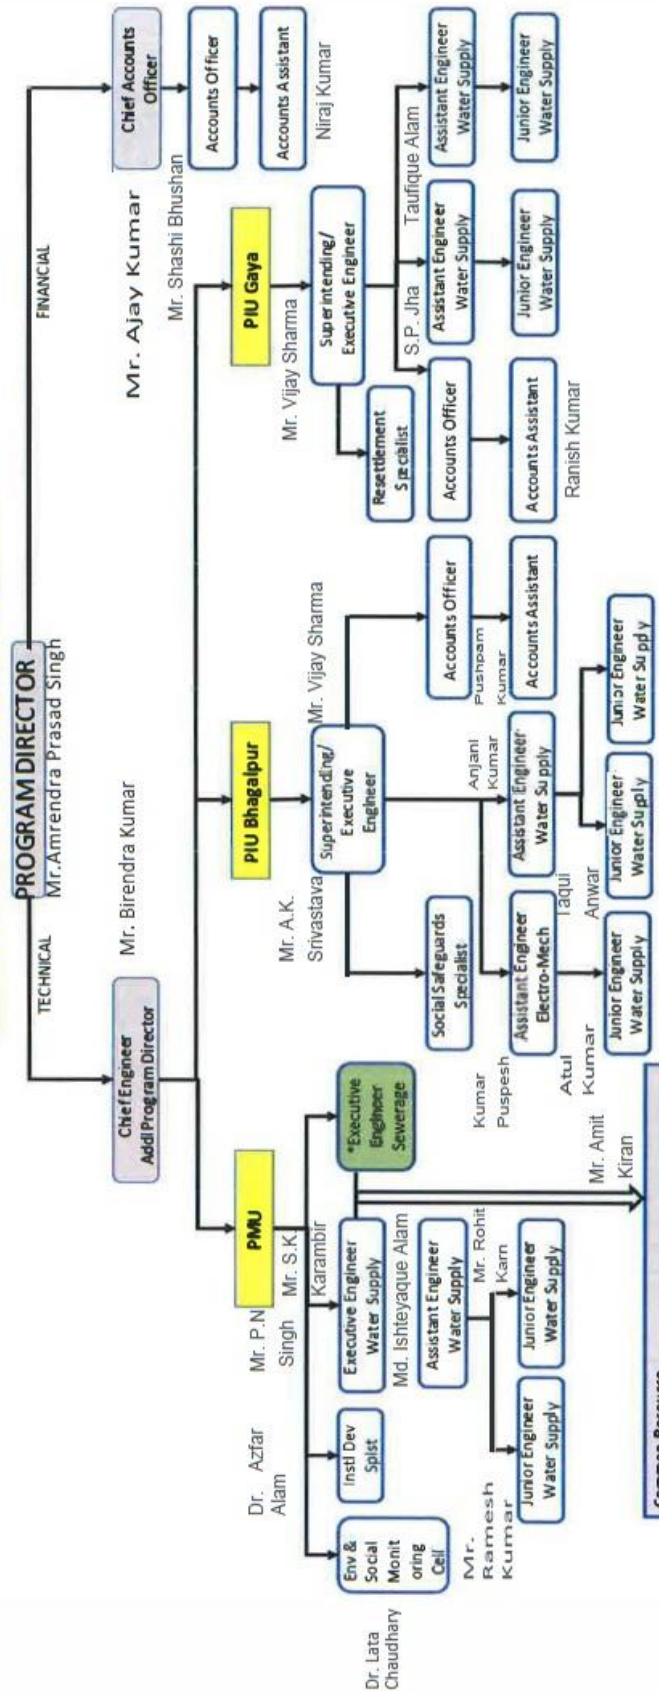 PROGRAM DIRECTOR
Mr.Amrendra Prasad Singh
TECHNICAL
FINANCIAL
Chief Engineer
Addl Program Director
Mr. Birendra Kumar
Chief Accounts
Officer
Mr. Ajay Kumar
Accounts Officer
Mr. Shashi Bhushan
Accounts Assistant
Niraj Kumar
PMU
Mr. P.N
Singh
Mr. S.K.
Karambir
Dr. Azfar
Alam
Env &
Social
Monit
oring
Cell
Dr. Lata
Chaudhary
Instl Dev
Splst
Executive Engineer
Water Supply
*Executive
Engineer
Sewerage
Md. Ishteyaque Alam
Assistant Engineer
Water Supply
Mr. Rohit
Karn
Mr.
Ramesh
Kumar
Junior Engineer
Water Supply
Junior Engineer
Water Supply
Mr. Amit
Kiran
PIU Bhagalpur
Mr. A.K.
Srivastava
Superintending/
Executive
Engineer
Mr. Vijay Sharma
Social Safeguards
Specialist
Accounts Officer
Pushpam
Kumar
Accounts Assistant
Kumar
Puspesh
Assistant Engineer
Electro-Mech
Anjani
Kumar
Assistant Engineer
Water Supply
Atul
Kumar
Junior Engineer
Water Supply
Taqui
Anwar
Junior Engineer
Water Supply
Junior Engineer
Water Supply
PIU Gaya
Mr. Vijay Sharma
Superintending/
Executive Engineer
Resettlement
Specialist
Accounts Officer
Accounts Assistant
Ranish Kumar
S.P. Jha
Assistant Engineer
Water Supply
Junior Engineer
Water Supply
Taufique Alam
Assistant Engineer
Water Supply
Junior Engineer
Water Supply
Common Resource